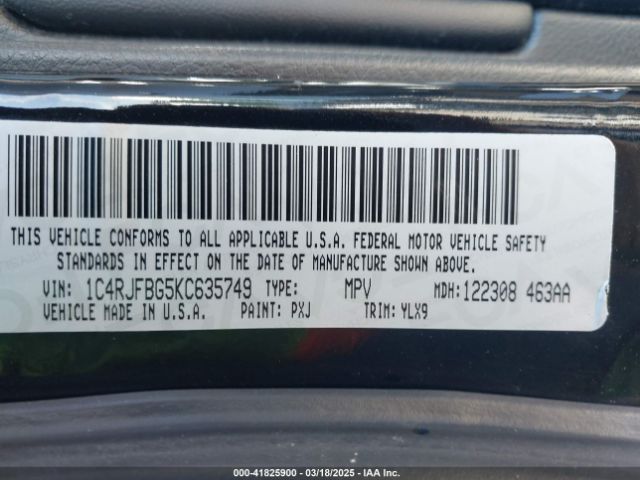 THIS VEHICLE CONFORMS TO ALL APPLICABLE U.S.A. FEDERAL MOTOR VEHICLE SAFETY
STANDARDS IN EFFECT ON THE DATE OF MANUFACTURE SHOWN ABOVE.
VIN: 1C4RJFBG5KC635749 TYPE: MPV MDH:122308 463AA
VEHICLE MADE IN U.S.A. PAINT: PXJ TRIM: YLX9
000-41825900 - 03/18/2025 - IAA Inc.